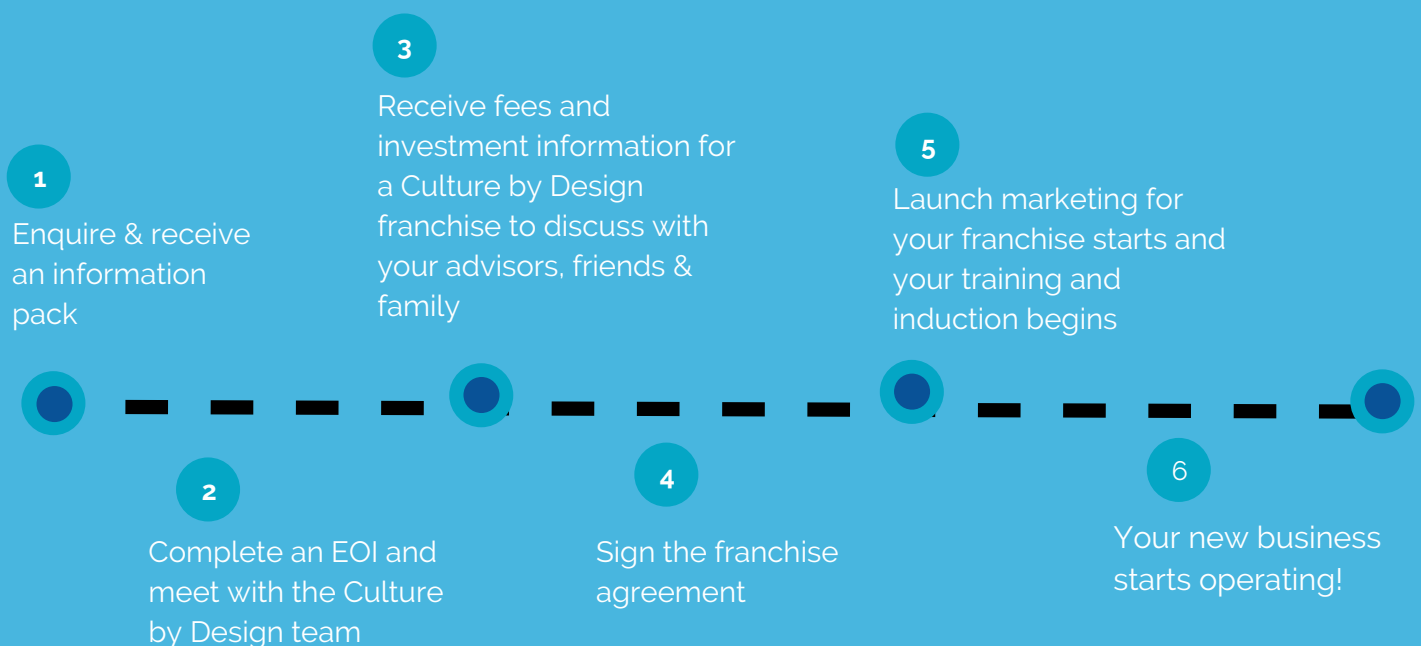 1
Enquire & receive
an information
pack
2
Complete an EOI and
meet with the Culture
by Design team
3
Receive fees and
investment information for
a Culture by Design
franchise to discuss with
your advisors, friends &
family
4
Sign the franchise
agreement
5
Launch marketing for
your franchise starts and
your training and
induction begins
6
Your new business
starts operating!